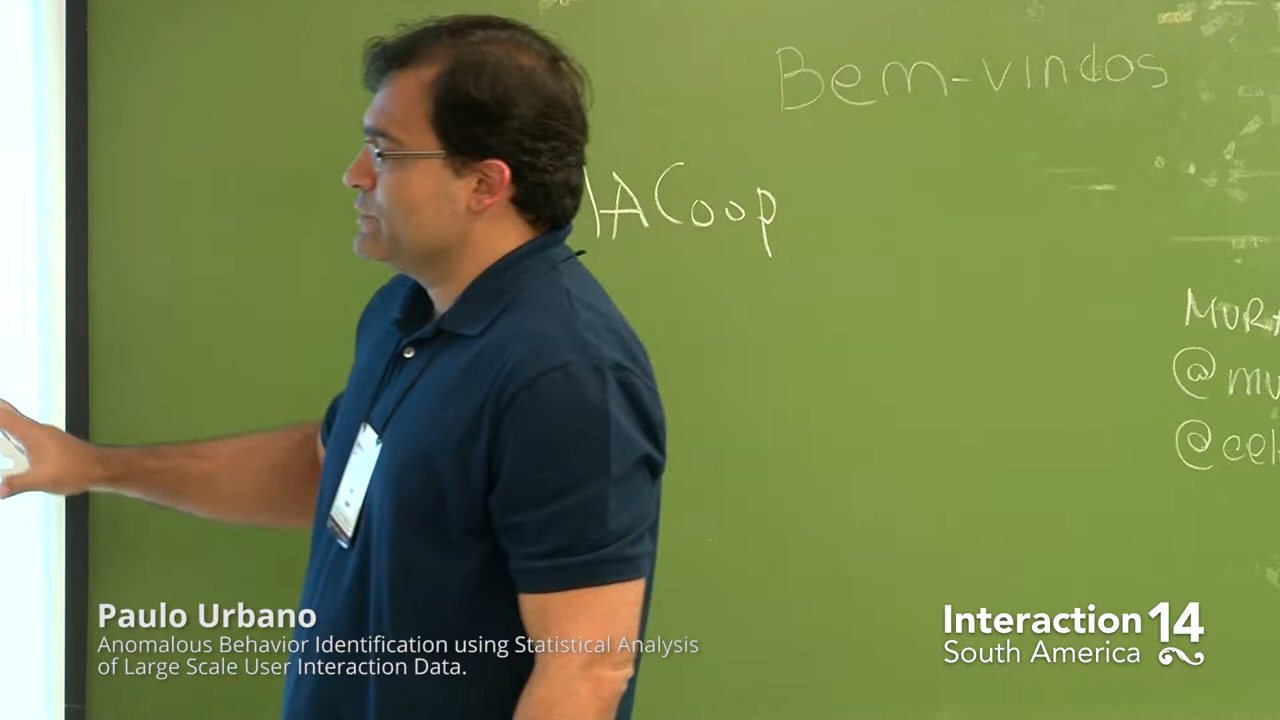 Bem-vindos
IACoop
@
@
Paulo Urbano
Anomalous Behavior Identification using Statistical Analysis
of Large Scale User Interaction Data.
Interaction 14
South America